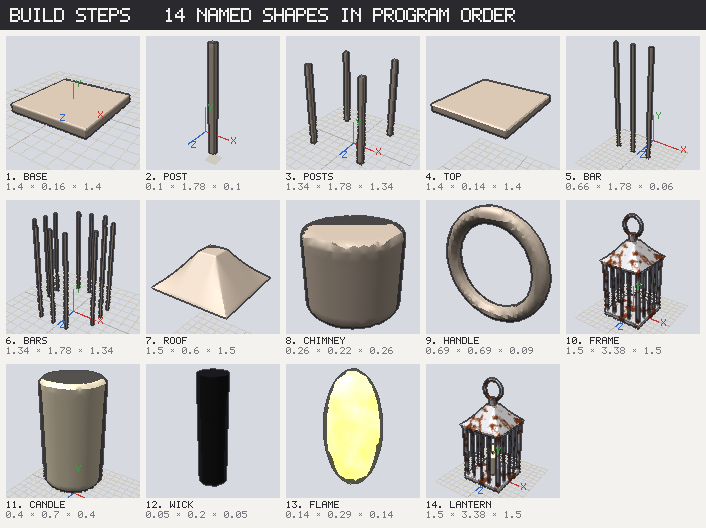 BUILD STEPS 14 NAMED SHAPES IN PROGRAM ORDER
1. BASE
1.4 × 0.16 × 1.4
2. POST
0.1 × 1.78 × 0.1
3. POSTS
1.34 × 1.78 × 1.34
4. TOP
1.4 × 0.14 × 1.4
5. BAR
0.66 × 1.78 × 0.06
6. BARS
1.34 × 1.78 × 1.34
7. ROOF
1.5 × 0.6 × 1.5
8. CHIMNEY
0.26 × 0.22 × 0.26
9. HANDLE
0.69 × 0.69 × 0.09
10. FRAME
1.5 × 3.38 × 1.5
11. CANDLE
0.4 × 0.7 × 0.4
12. WICK
0.05 × 0.2 × 0.05
13. FLAME
0.14 × 0.29 × 0.14
14. LANTERN
1.5 × 3.38 × 1.5